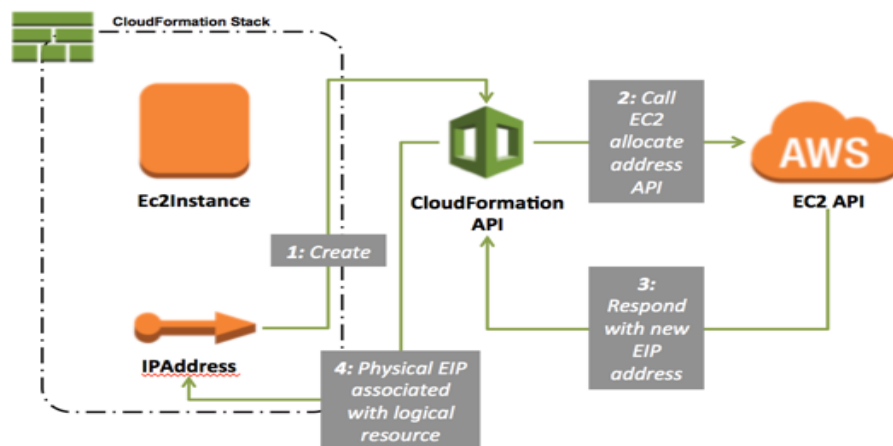 CloudFormation Stack
Ec2Instance
1: Create
IPAddress
4: Physical EIP
associated
with logical
resource
CloudFormation
API
2: Call
EC2
allocate
address
API
AWS
EC2 API
3:
Respond
with new
EIP
address